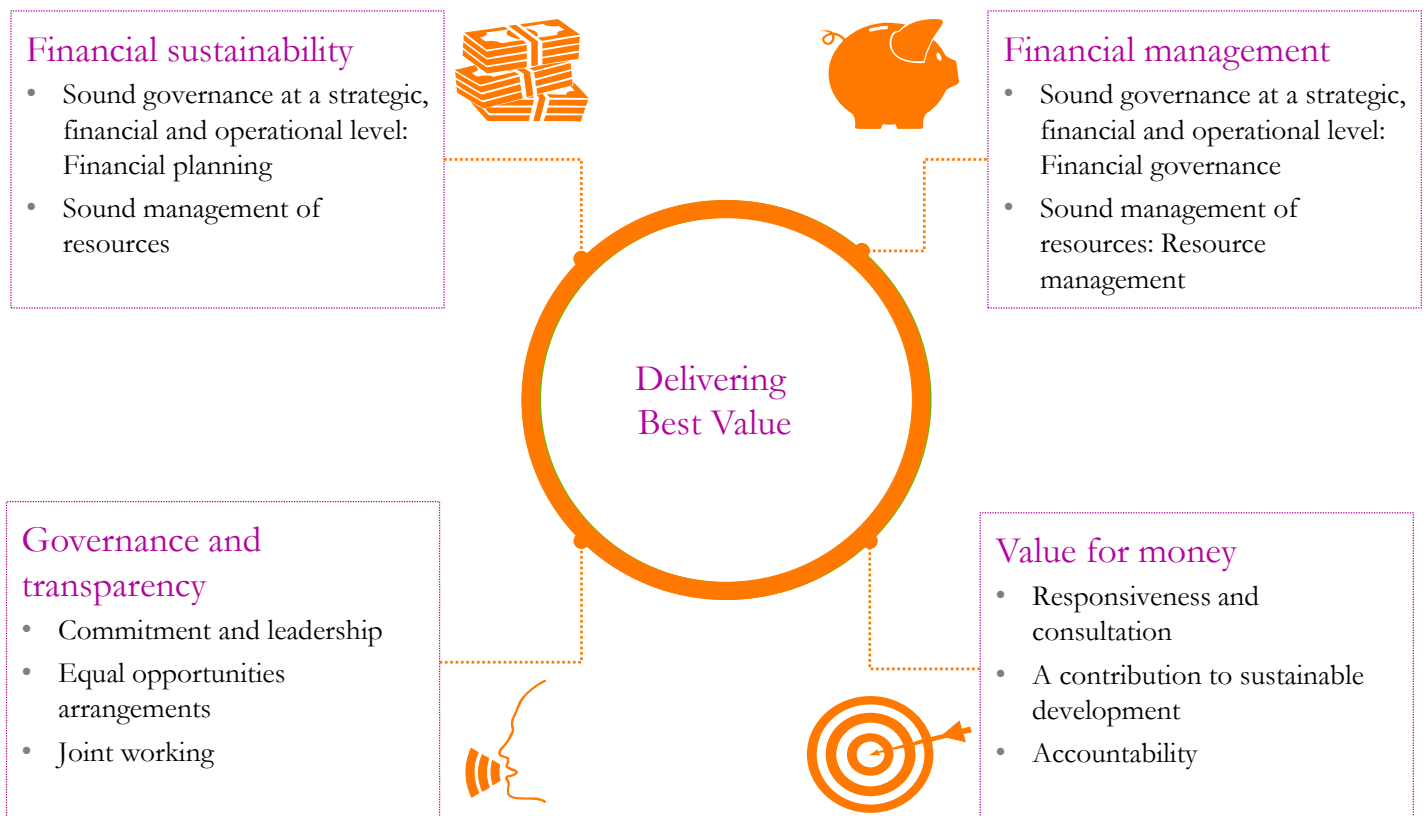 Financial sustainability
• Sound governance at a strategic,
financial and operational level:
Financial planning
• Sound management of
resources
Financial management
• Sound governance at a strategic,
financial and operational level:
Financial governance
• Sound management of
resources: Resource
management
Delivering
Best Value
Governance and
transparency
• Commitment and leadership
• Equal opportunities
arrangements
• Joint working
Value for money
• Responsiveness and
consultation
• A contribution to sustainable
development
• Accountability